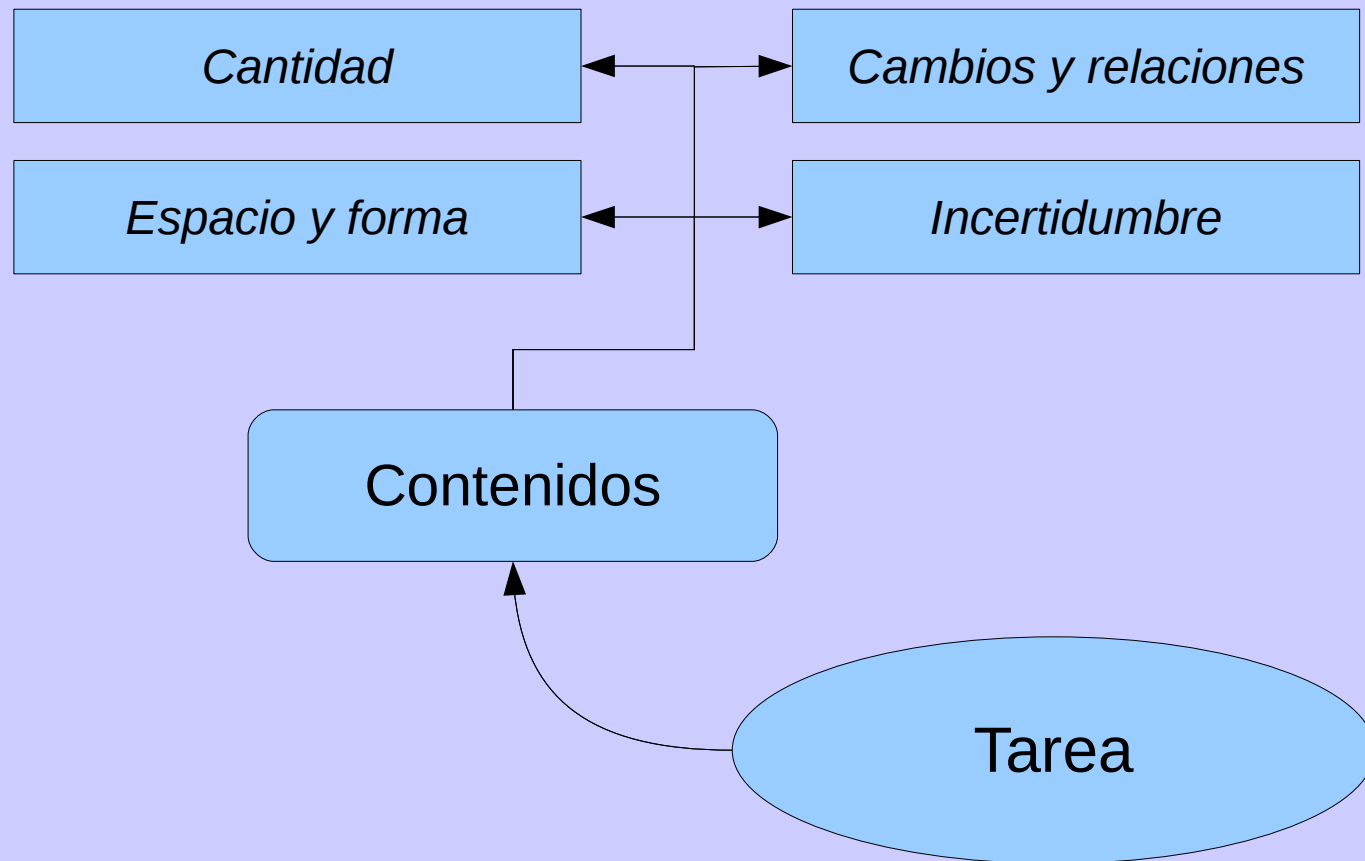 Cantidad
Cambios y relaciones
Espacio y forma
Incertidumbre
Contenidos
Tarea